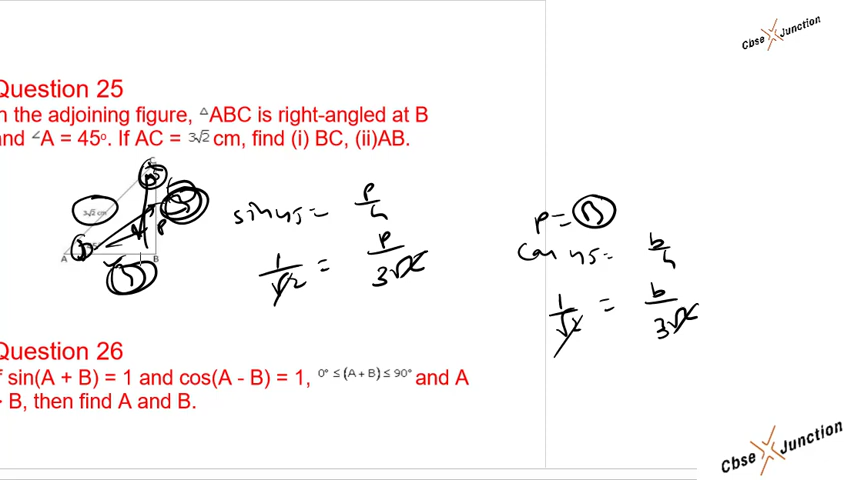 Cbse Junction
Question 25
n the adjoining figure, △ABC is right-angled at B
and ∠A = 45°. If AC = 3√2 cm, find (i) BC, (ii)AB.
C
3√2 cm
A B
sin 45 = p/h
1/√2 = p/3√2
p = 3
cos 45 = b/h
1/√2 = b/3√2
Question 26
f sin(A + B) = 1 and cos(A - B) = 1, 0° ≤ (A + B) ≤ 90° and A
> B, then find A and B.
Cbse Junction